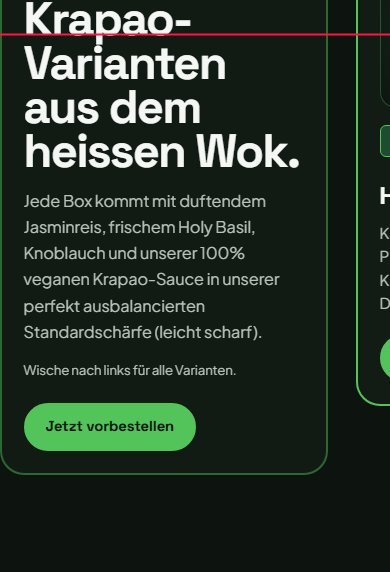 Krapao-
Varianten
aus dem
heissen Wok.
Jede Box kommt mit duftendem
Jasminreis, frischem Holy Basil,
Knoblauch und unserer 100%
veganen Krapao-Sauce in unserer
perfekt ausbalancierten
Standardschärfe (leicht scharf).
Wische nach links für alle Varianten.
Jetzt vorbestellen
H
K
P
K
D